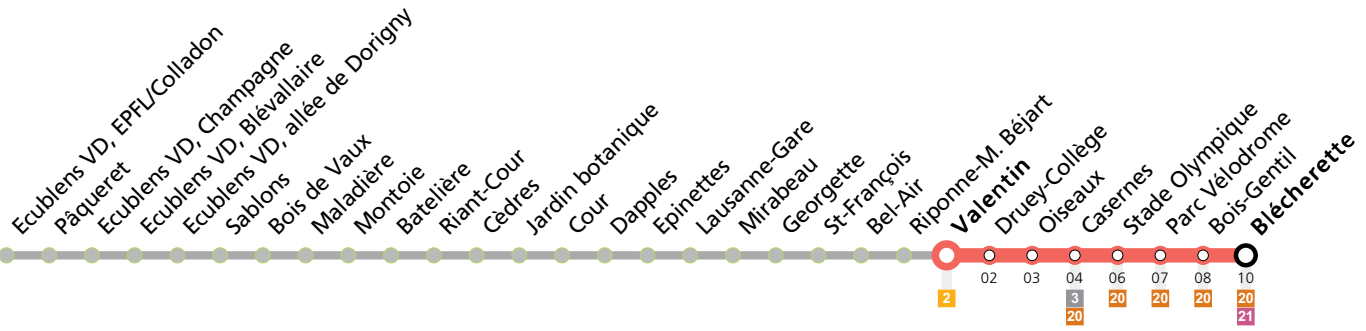 Ecublens VD, EPFL/Colladon
Pâqueret
Ecublens VD, Champagne
Ecublens VD, Blévallaire
Ecublens VD, allée de Dorigny
Sablons
Bois de Vaux
Maladière
Montoie
Batelière
Riant-Cour
Cèdres
Jardin botanique
Cour
Dapples
Epinettes
Lausanne-Gare
Mirabeau
Georgette
St-François
Bel-Air
Riponne-M. Béjart
Valentin
Druey-Collège
Oiseaux
Casernes
Stade Olympique
Parc Vélodrome
Bois-Gentil
Blécherette
02 03 04 06 07 08 10
2 3 20 20 20 20
20 21